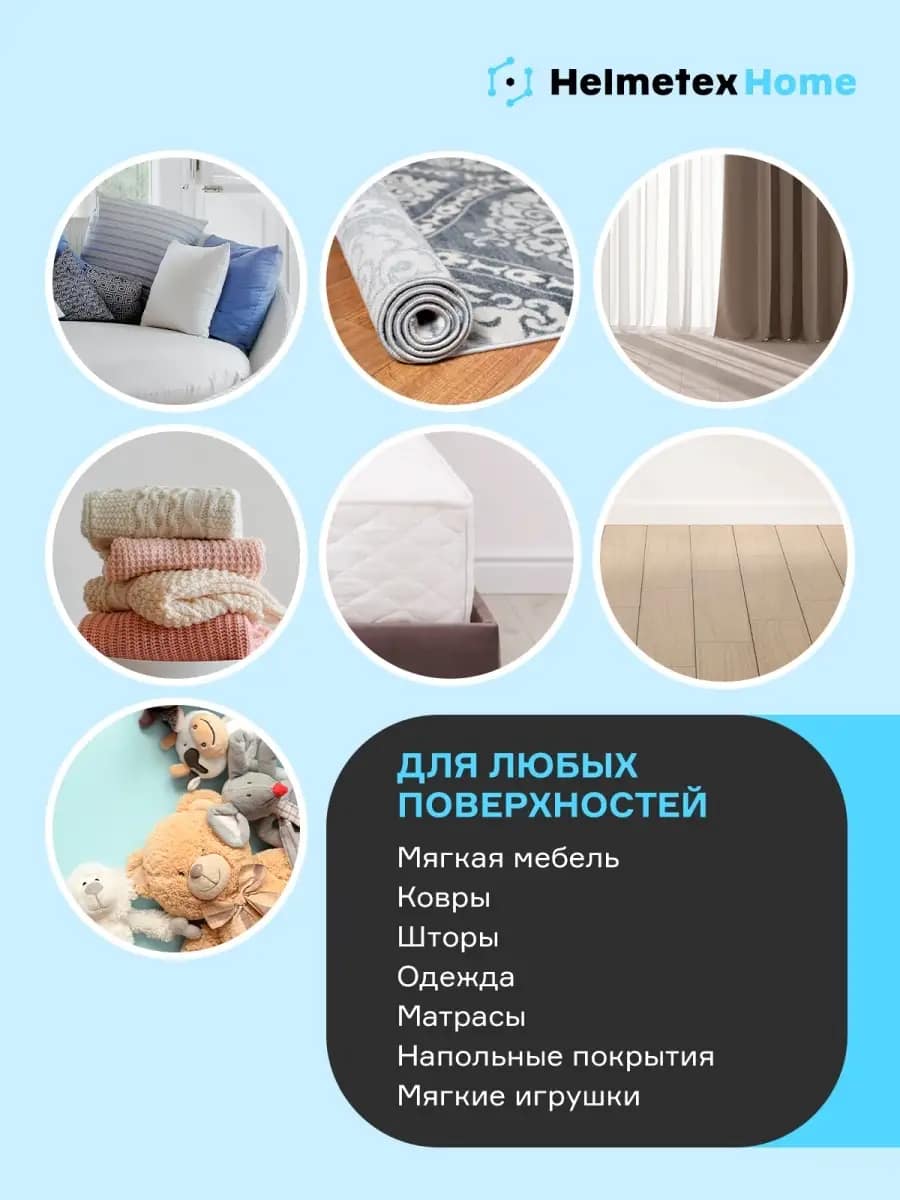 Helmetex Home
ДЛЯ ЛЮБЫХ
ПОВЕРХНОСТЕЙ
Мягкая мебель
Ковры
Шторы
Одежда
Матрасы
Напольные покрытия
Мягкие игрушки